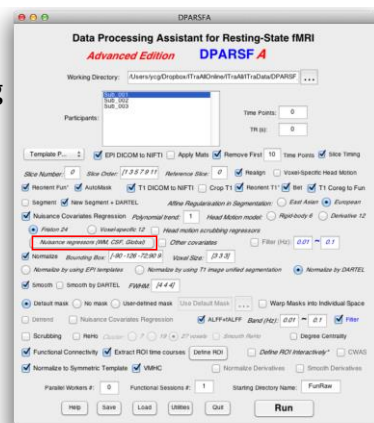 DPARSFA
Data Processing Assistant for Resting-State fMRI
Advanced Edition DPARSF A
g
Working Directory: /Users/ycg/Dropbox/ITraAllOnline/ITraAll/ITraData/DPARSF ...
Participants:
Sub_001
Sub_002
Sub_003
Time Points: 0
TR (s): 0
Template P... EPI DICOM to NIFTI Apply Mats Remove First 10 Time Points Slice Timing
Slice Number: 0 Slice Order: [1 3 5 7 9 11 Reference Slice: 0 Realign Voxel-Specific Head Motion
Reorient Fun* AutoMask T1 DICOM to NIFTI Crop T1 Reorient T1* Bet T1 Coreg to Fun
Segment New Segment + DARTEL Affine Regularisation in Segmentation: East Asian European
Nuisance Covariates Regression Polynomial trend: 1 Head Motion model: Rigid-body 6 Derivative 12
Friston 24 Voxel-specific 12 Head motion scrubbing regressors
Nuisance regressors (WM, CSF, Global) Other covariates Filter (Hz): 0.01 ~ 0.1
Normalize Bounding Box: [-90 -126 -72;90 9 Voxel Size: [3 3 3]
Normalize by using EPI templates Normalize by using T1 image unified segmentation Normalize by DARTEL
Smooth Smooth by DARTEL FWHM: [4 4 4]
Default mask No mask User-defined mask Use Default Mask ... Warp Masks into Individual Space
Detrend Nuisance Covariates Regression ALFF+fALFF Band (Hz): 0.01 ~ 0.1 Filter
Scrubbing ReHo Cluster: 7 19 27 voxels Smooth ReHo Degree Centrality
Functional Connectivity Extract ROI time courses Define ROI Define ROI Interactively* CWAS
Normalize to Symmetric Template VMHC Normalize Derivatives Smooth Derivatives
Parallel Workers #: 0 Functional Sessions #: 1 Starting Directory Name: FunRaw
Help Save Load Utilities Quit Run